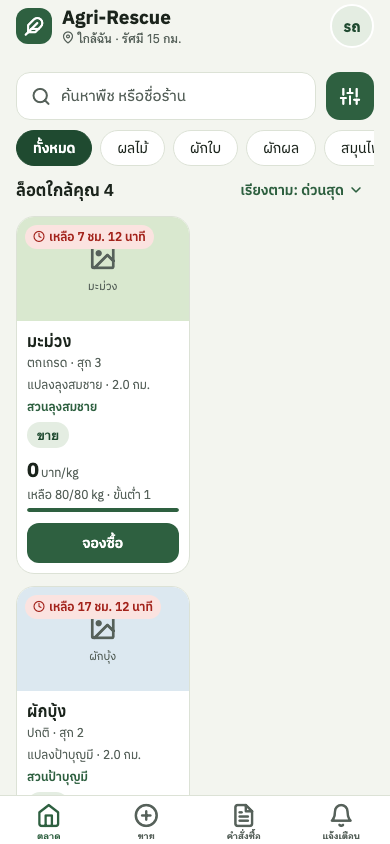 Agri-Rescue
ใกล้ฉัน · รัศมี 15 กม.
รถ
ค้นหาพืช หรือชื่อร้าน
ทั้งหมด
ผลไม้
ผักใบ
ผักผล
สมุนไพ
ล็อตใกล้คุณ 4
เรียงตาม: ด่วนสุด
เหลือ 7 ชม. 12 นาที
มะม่วง
มะม่วง
ตกเกรด · สุก 3
แปลงลุงสมชาย · 2.0 กม.
สวนลุงสมชาย
ขาย
0 บาท/kg
เหลือ 80/80 kg · ขั้นต่ำ 1
จองซื้อ
เหลือ 17 ชม. 12 นาที
ผักบุ้ง
ผักบุ้ง
ปกติ · สุก 2
แปลงป้าบุญมี · 2.0 กม.
สวนป้าบุญมี
ตลาด
ขาย
คำสั่งซื้อ
แจ้งเตือน